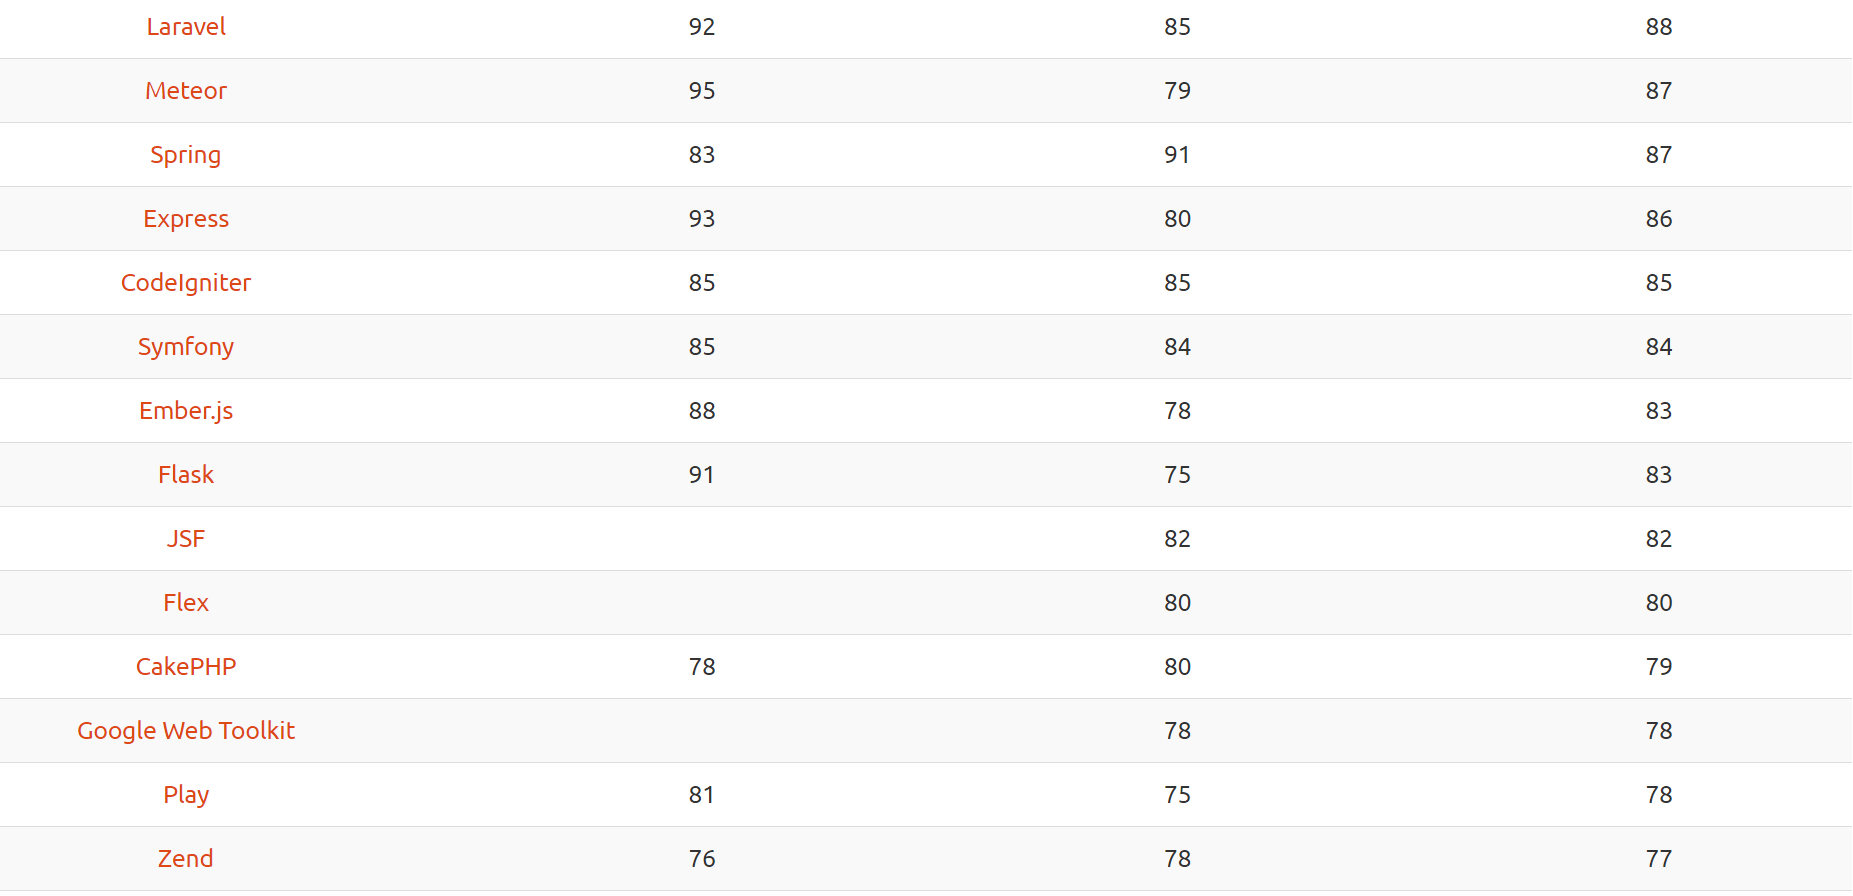 Laravel 92 85 88
Meteor 95 79 87
Spring 83 91 87
Express 93 80 86
CodeIgniter 85 85 85
Symfony 85 84 84
Ember.js 88 78 83
Flask 91 75 83
JSF 82 82
Flex 80 80
CakePHP 78 80 79
Google Web Toolkit 78 78
Play 81 75 78
Zend 76 78 77